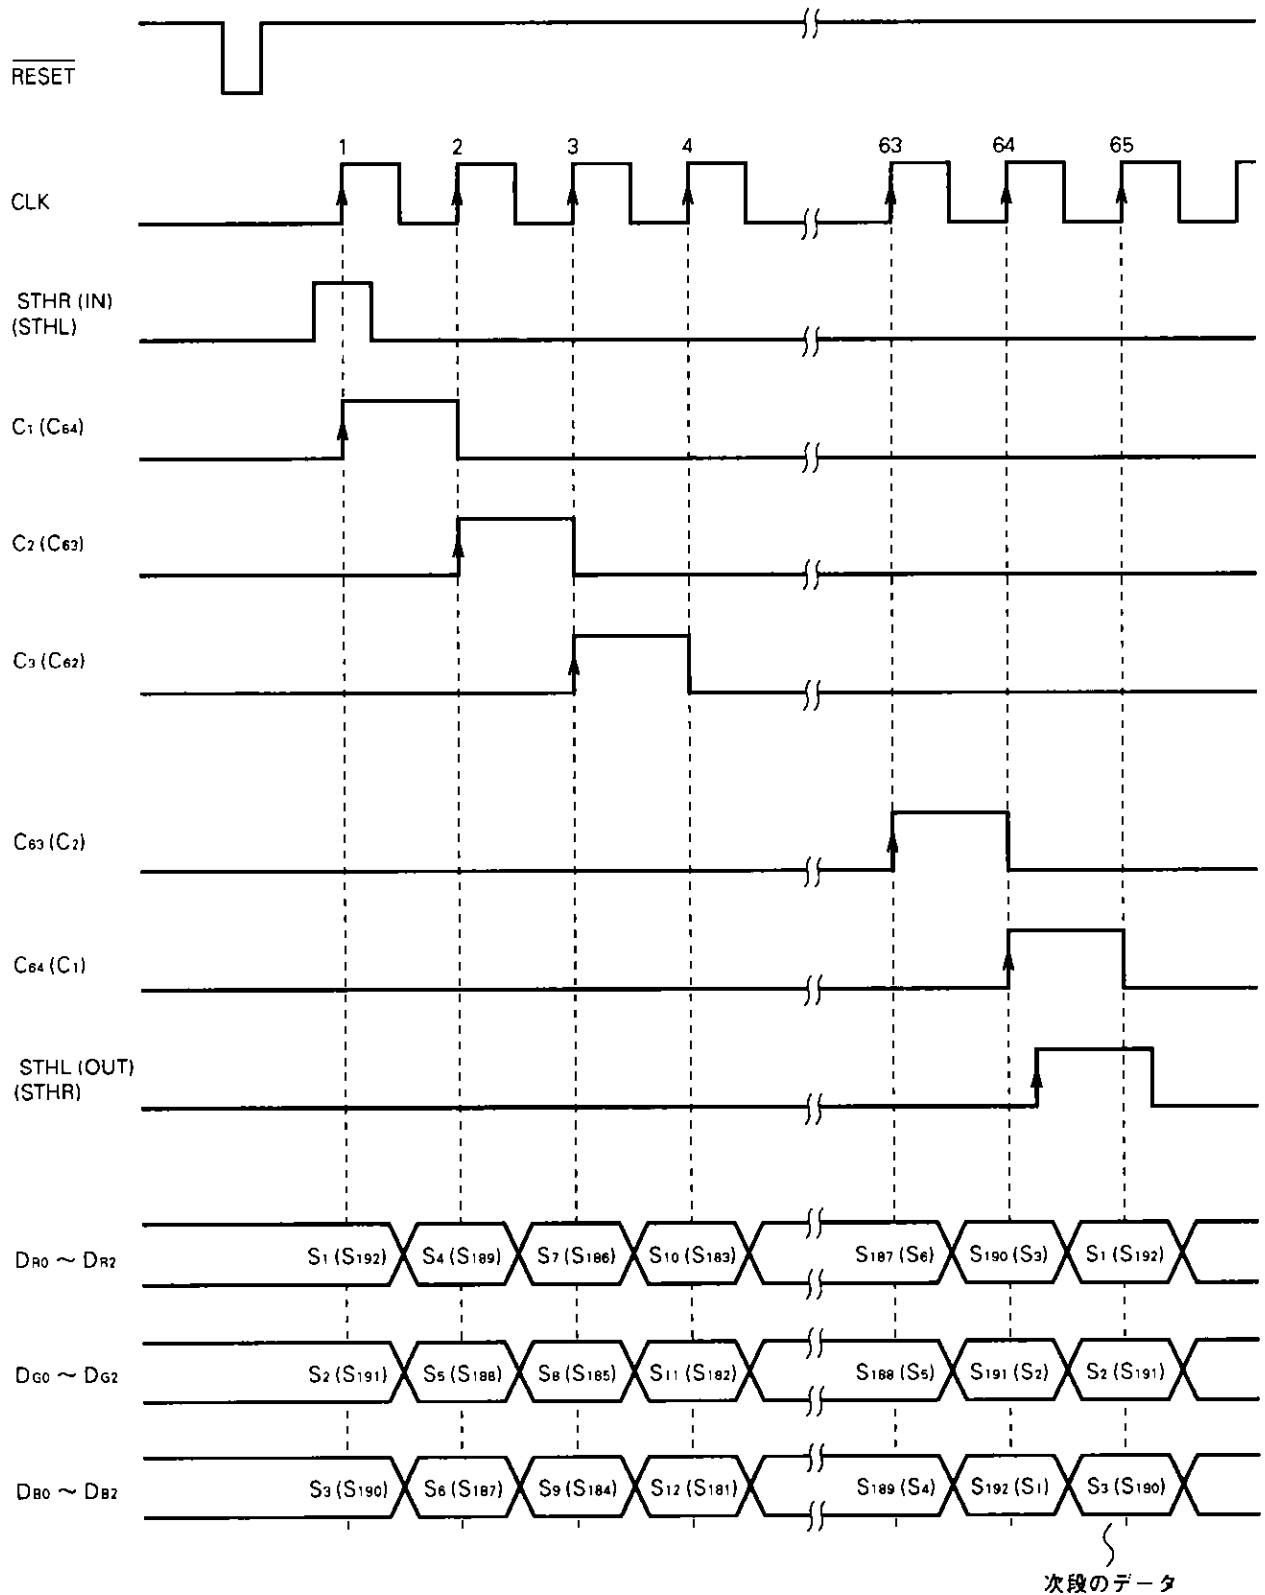 RESET
1 2 3 4 63 64 65
CLK
STHR (IN)
(STHL)
C1 (C64)
C2 (C63)
C3 (C62)
C63 (C2)
C64 (C1)
STHL (OUT)
(STHR)
DR0 ~ DR2 S1 (S192) S4 (S189) S7 (S186) S10 (S183) S187 (S6) S190 (S3) S1 (S192)
DG0 ~ DG2 S2 (S191) S5 (S188) S8 (S185) S11 (S182) S188 (S5) S191 (S2) S2 (S191)
DB0 ~ DB2 S3 (S190) S6 (S187) S9 (S184) S12 (S181) S189 (S4) S192 (S1) S3 (S190)
次段のデータ